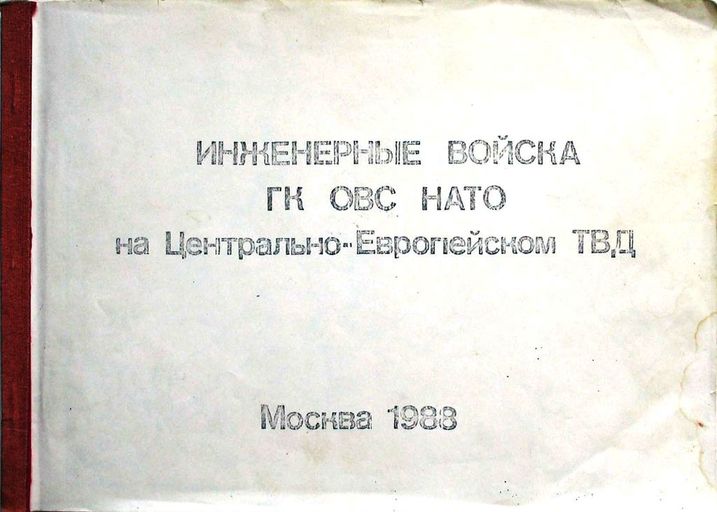 ИНЖЕНЕРНЫЕ ВОЙСКА
ГК ОВС НАТО
на Центрально-Европейском ТВД
Москва 1988